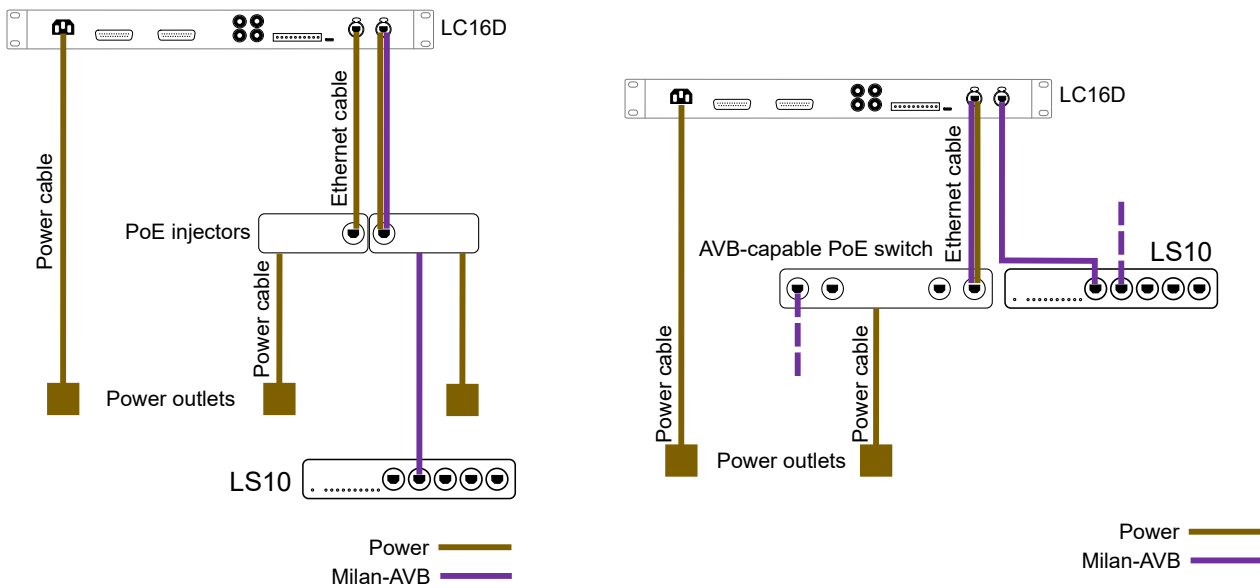 LC16D
Ethernet cable
Power cable
PoE injectors
Power cable
Power outlets
LS10
Power
Milan-AVB
LC16D
Ethernet cable
AVB-capable PoE switch
LS10
Power cable
Power cable
Power outlets
Power
Milan-AVB